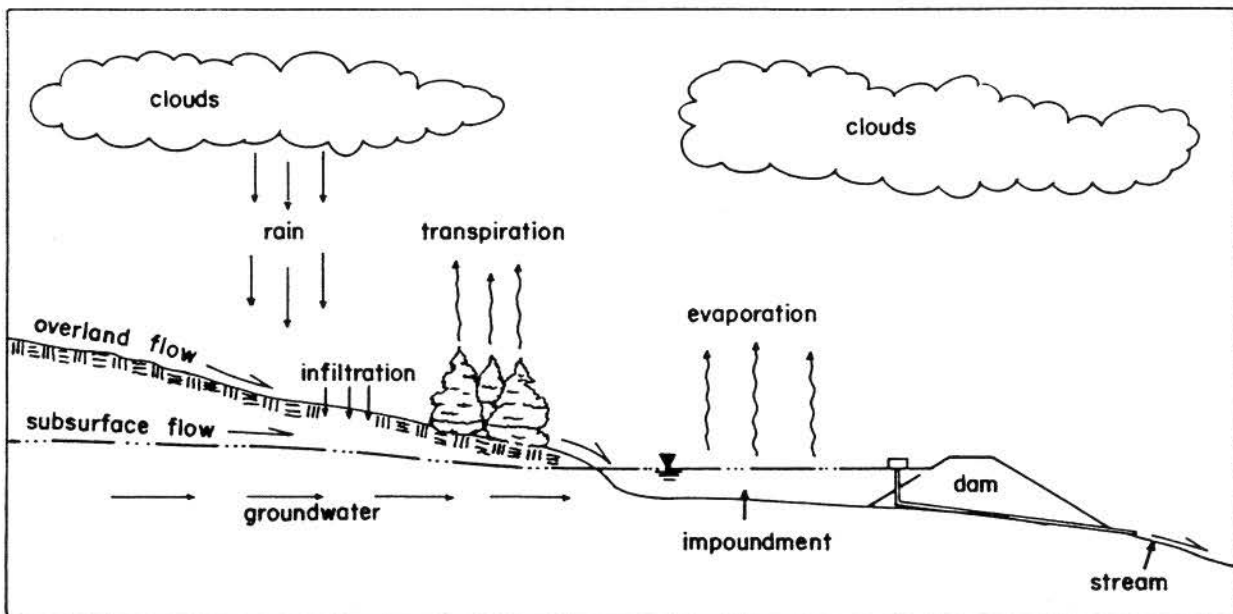 clouds
clouds
rain
transpiration
evaporation
overland flow
infiltration
subsurface flow
dam
groundwater
impoundment
stream